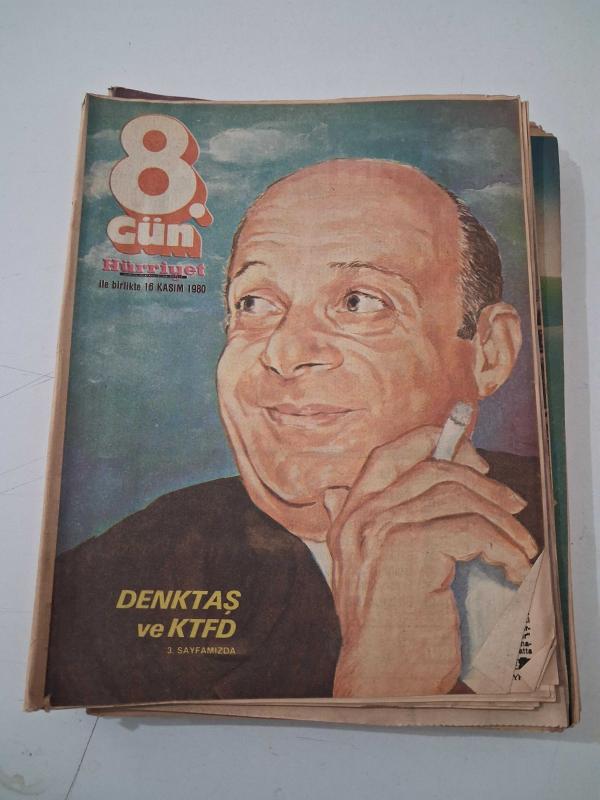 8.
Gün
Hürriyet
ile birlikte 16 KASIM 1980
DENKTAŞ
ve KTFD
3. SAYFAMIZDA